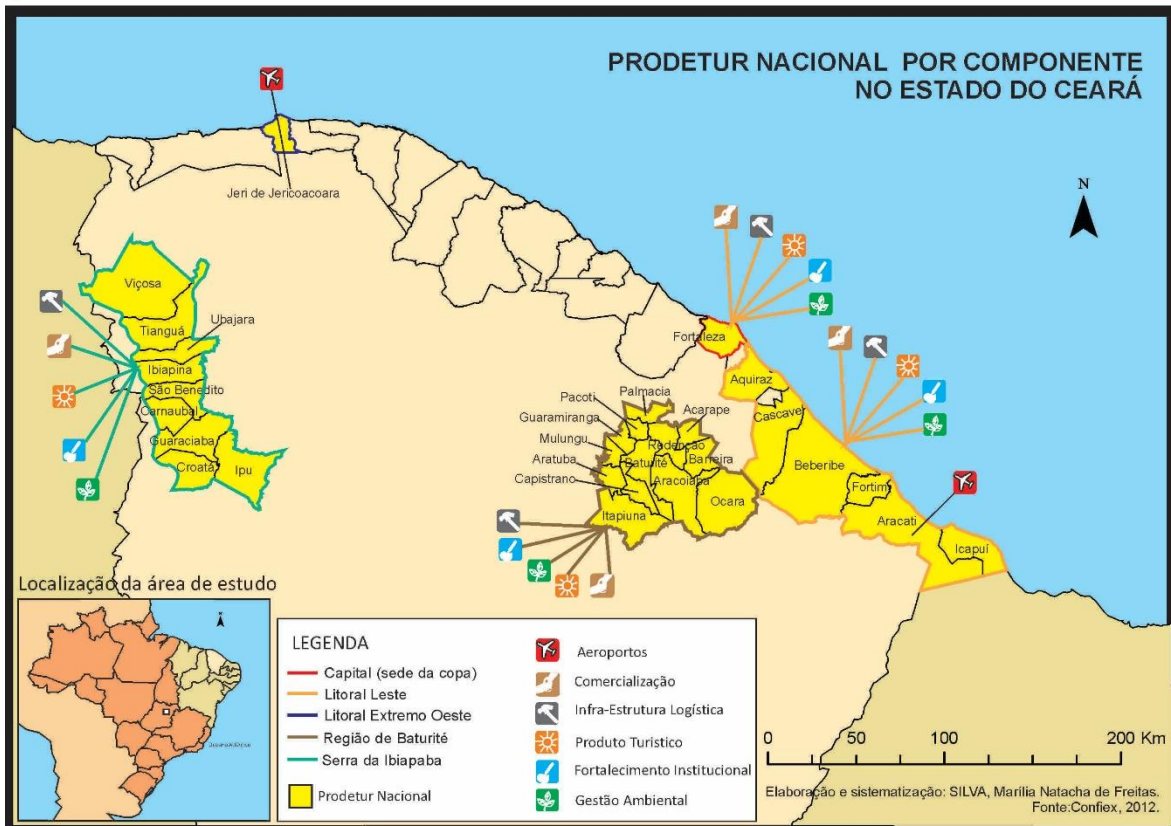 PRODETUR NACIONAL POR COMPONENTE
NO ESTADO DO CEARÁ
N
Jeri de Jericoacoara
Viçosa
Tianguá
Ubajara
Ibiapina
São Benedito
Carnaubal
Guaraciaba
Croatá
Ipu
Fortaleza
Aquiraz
Cascavel
Beberibe
Fortim
Aracati
Icapuí
Palmacia
Pacoti
Acarape
Guaramiranga
Redenção
Mulungu
Barreira
Baturité
Aratuba
Aracoiaba
Capistrano
Ocara
Itapiuna
Localização da área de estudo
LEGENDA
Capital (sede da copa)
Litoral Leste
Litoral Extremo Oeste
Região de Baturité
Serra da Ibiapaba
Prodetur Nacional
Aeroportos
Comercialização
Infra-Estrutura Logística
Produto Turistico
Fortalecimento Institucional
Gestão Ambiental
0 50 100 200 Km
Elaboração e sistematização: SILVA, Marilia Natacha de Freitas.
Fonte:Confiex, 2012.